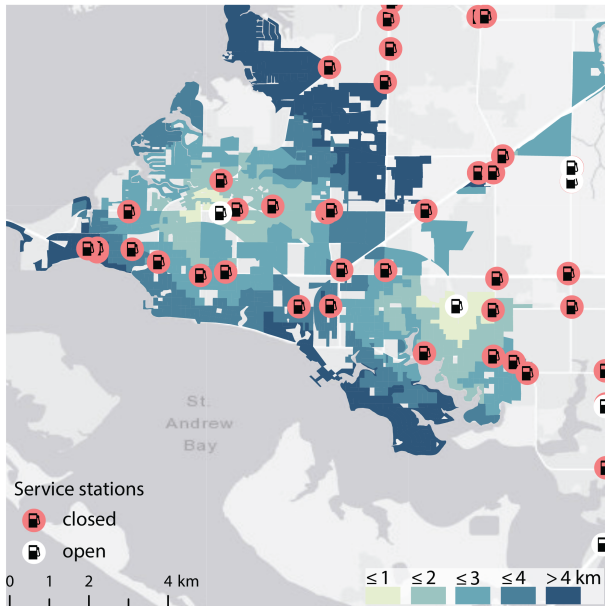 St.
Andrew
Bay
Service stations
closed
open
0 1 2 4 km
≤1 ≤2 ≤3 ≤4 >4 km